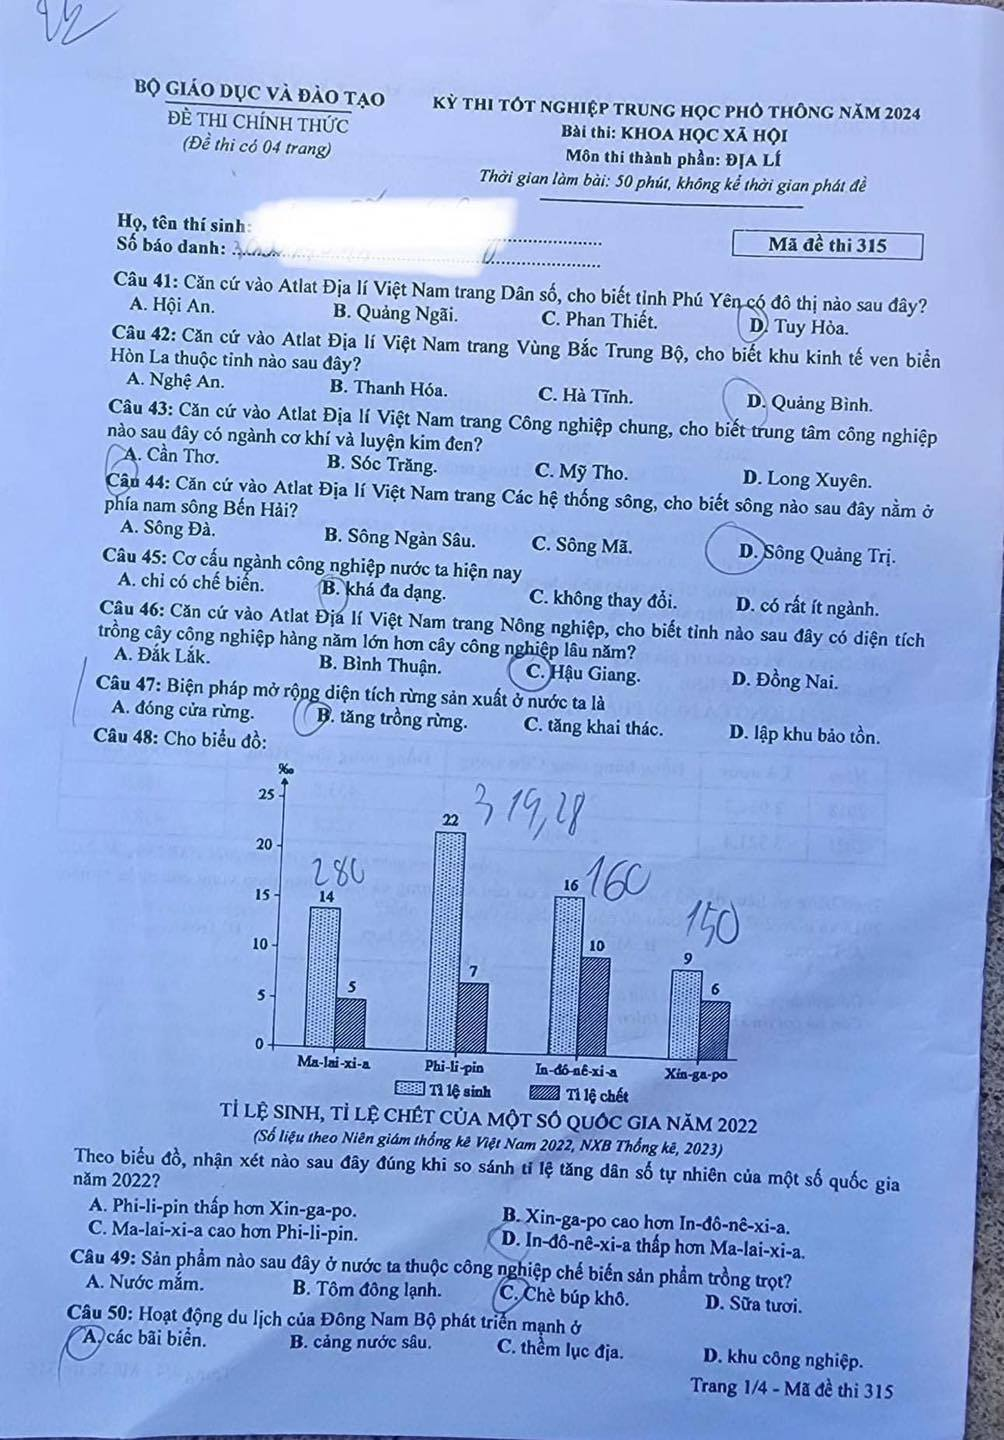 BỘ GIÁO DỤC VÀ ĐÀO TẠO
ĐỀ THI CHÍNH THỨC
(Đề thi có 04 trang)
KỲ THI TỐT NGHIỆP TRUNG HỌC PHỔ THÔNG NĂM 2024
Bài thi: KHOA HỌC XÃ HỘI
Môn thi thành phần: ĐỊA LÍ
Thời gian làm bài: 50 phút, không kể thời gian phát đề
Họ, tên thí sinh:
Số báo danh:
Mã đề thi 315
Câu 41: Căn cứ vào Atlat Địa lí Việt Nam trang Dân số, cho biết tỉnh Phú Yên có đô thị nào sau đây?
A. Hội An. B. Quảng Ngãi. C. Phan Thiết. D. Tuy Hòa.
Câu 42: Căn cứ vào Atlat Địa lí Việt Nam trang Vùng Bắc Trung Bộ, cho biết khu kinh tế ven biển
Hòn La thuộc tỉnh nào sau đây?
A. Nghệ An. B. Thanh Hóa. C. Hà Tĩnh. D. Quảng Bình.
Câu 43: Căn cứ vào Atlat Địa lí Việt Nam trang Công nghiệp chung, cho biết trung tâm công nghiệp
nào sau đây có ngành cơ khí và luyện kim đen?
A. Cần Thơ. B. Sóc Trăng. C. Mỹ Tho. D. Long Xuyên.
Câu 44: Căn cứ vào Atlat Địa lí Việt Nam trang Các hệ thống sông, cho biết sông nào sau đây nằm ở
phía nam sông Bến Hải?
A. Sông Đà. B. Sông Ngàn Sâu. C. Sông Mã. D. Sông Quảng Trị.
Câu 45: Cơ cấu ngành công nghiệp nước ta hiện nay
A. chỉ có chế biến. B. khá đa dạng. C. không thay đổi. D. có rất ít ngành.
Câu 46: Căn cứ vào Atlat Địa lí Việt Nam trang Nông nghiệp, cho biết tỉnh nào sau đây có diện tích
trồng cây công nghiệp hàng năm lớn hơn cây công nghiệp lâu năm?
A. Đắk Lắk. B. Bình Thuận. C. Hậu Giang. D. Đồng Nai.
Câu 47: Biện pháp mở rộng diện tích rừng sản xuất ở nước ta là
A. đóng cửa rừng. B. tăng trồng rừng. C. tăng khai thác. D. lập khu bảo tồn.
Câu 48: Cho biểu đồ:
‰
25
20
15
10
5
0
280
14
5
319,28
22
7
160
16
10
150
9
6
Ma-lai-xi-a Phi-li-pin In-đô-nê-xi-a Xin-ga-po
Tỉ lệ sinh Tỉ lệ chết
TỈ LỆ SINH, TỈ LỆ CHẾT CỦA MỘT SỐ QUỐC GIA NĂM 2022
(Số liệu theo Niên giám thống kê Việt Nam 2022, NXB Thống kê, 2023)
Theo biểu đồ, nhận xét nào sau đây đúng khi so sánh tỉ lệ tăng dân số tự nhiên của một số quốc gia
năm 2022?
A. Phi-li-pin thấp hơn Xin-ga-po. B. Xin-ga-po cao hơn In-đô-nê-xi-a.
C. Ma-lai-xi-a cao hơn Phi-li-pin. D. In-đô-nê-xi-a thấp hơn Ma-lai-xi-a.
Câu 49: Sản phẩm nào sau đây ở nước ta thuộc công nghiệp chế biến sản phẩm trồng trọt?
A. Nước mắm. B. Tôm đông lạnh. C. Chè búp khô. D. Sữa tươi.
Câu 50: Hoạt động du lịch của Đông Nam Bộ phát triển mạnh ở
A. các bãi biển. B. cảng nước sâu. C. thềm lục địa. D. khu công nghiệp.
Trang 1/4 - Mã đề thi 315